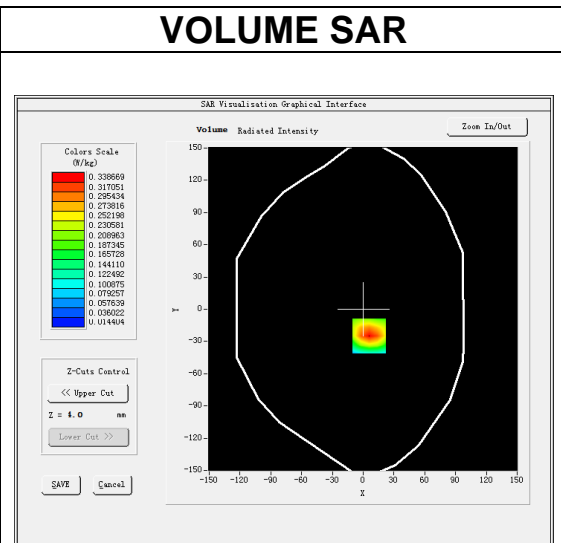 VOLUME SAR
SAR Visualisation Graphical Interface
Volume Radiated Intensity
Zoom In/Out
Colors Scale
(W/kg)
0.338669
0.317051
0.295434
0.273816
0.252198
0.230581
0.208963
0.187345
0.165728
0.144110
0.122492
0.100875
0.079257
0.057639
0.036022
0.014404
150
120
90
60
30
0
-30
-60
-90
-120
-150
Y
-150 -120 -90 -60 -30 0 30 60 90 120 150
X
Z-Cuts Control
<< Upper Cut
Z = 4.0 mm
Lower Cut >>
SAVE Cancel